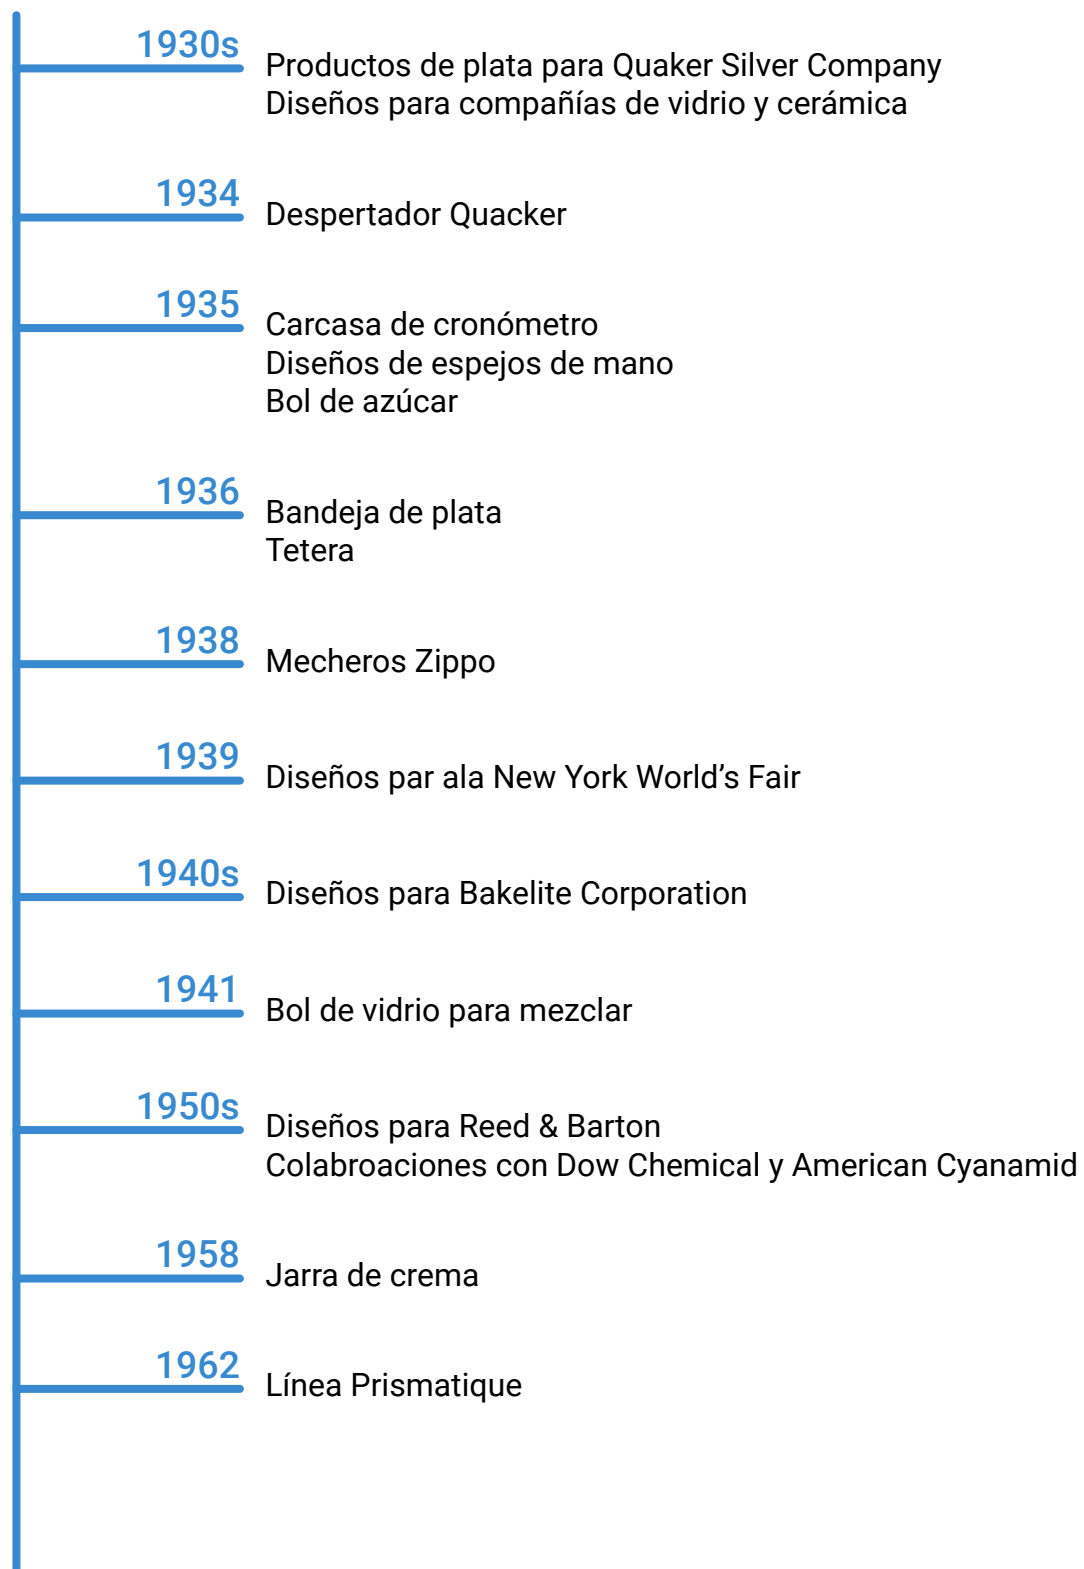 1930s
Productos de plata para Quaker Silver Company
Diseños para compañías de vidrio y cerámica
1934
Despertador Quacker
1935
Carcasa de cronómetro
Diseños de espejos de mano
Bol de azúcar
1936
Bandeja de plata
Tetera
1938
Mecheros Zippo
1939
Diseños par ala New York World’s Fair
1940s
Diseños para Bakelite Corporation
1941
Bol de vidrio para mezclar
1950s
Diseños para Reed & Barton
Colabroaciones con Dow Chemical y American Cyanamid
1958
Jarra de crema
1962
Línea Prismatique